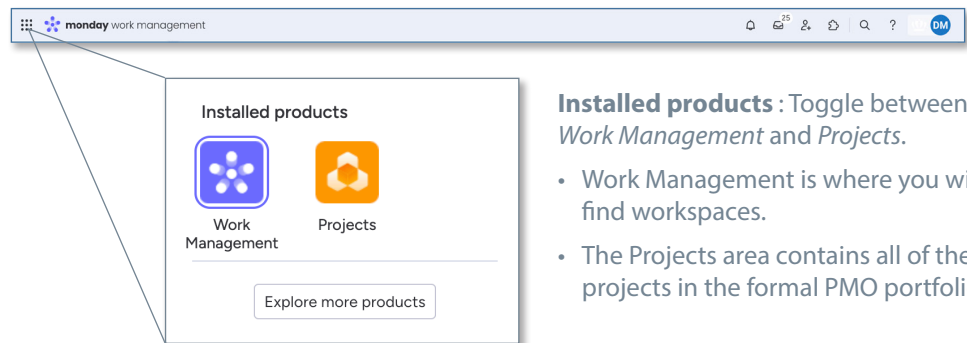 monday work management
25
?
DM
Installed products
Work
Management
Projects
Explore more products
Installed products : Toggle between
Work Management and Projects.
• Work Management is where you wi
find workspaces.
• The Projects area contains all of the
projects in the formal PMO portfoli